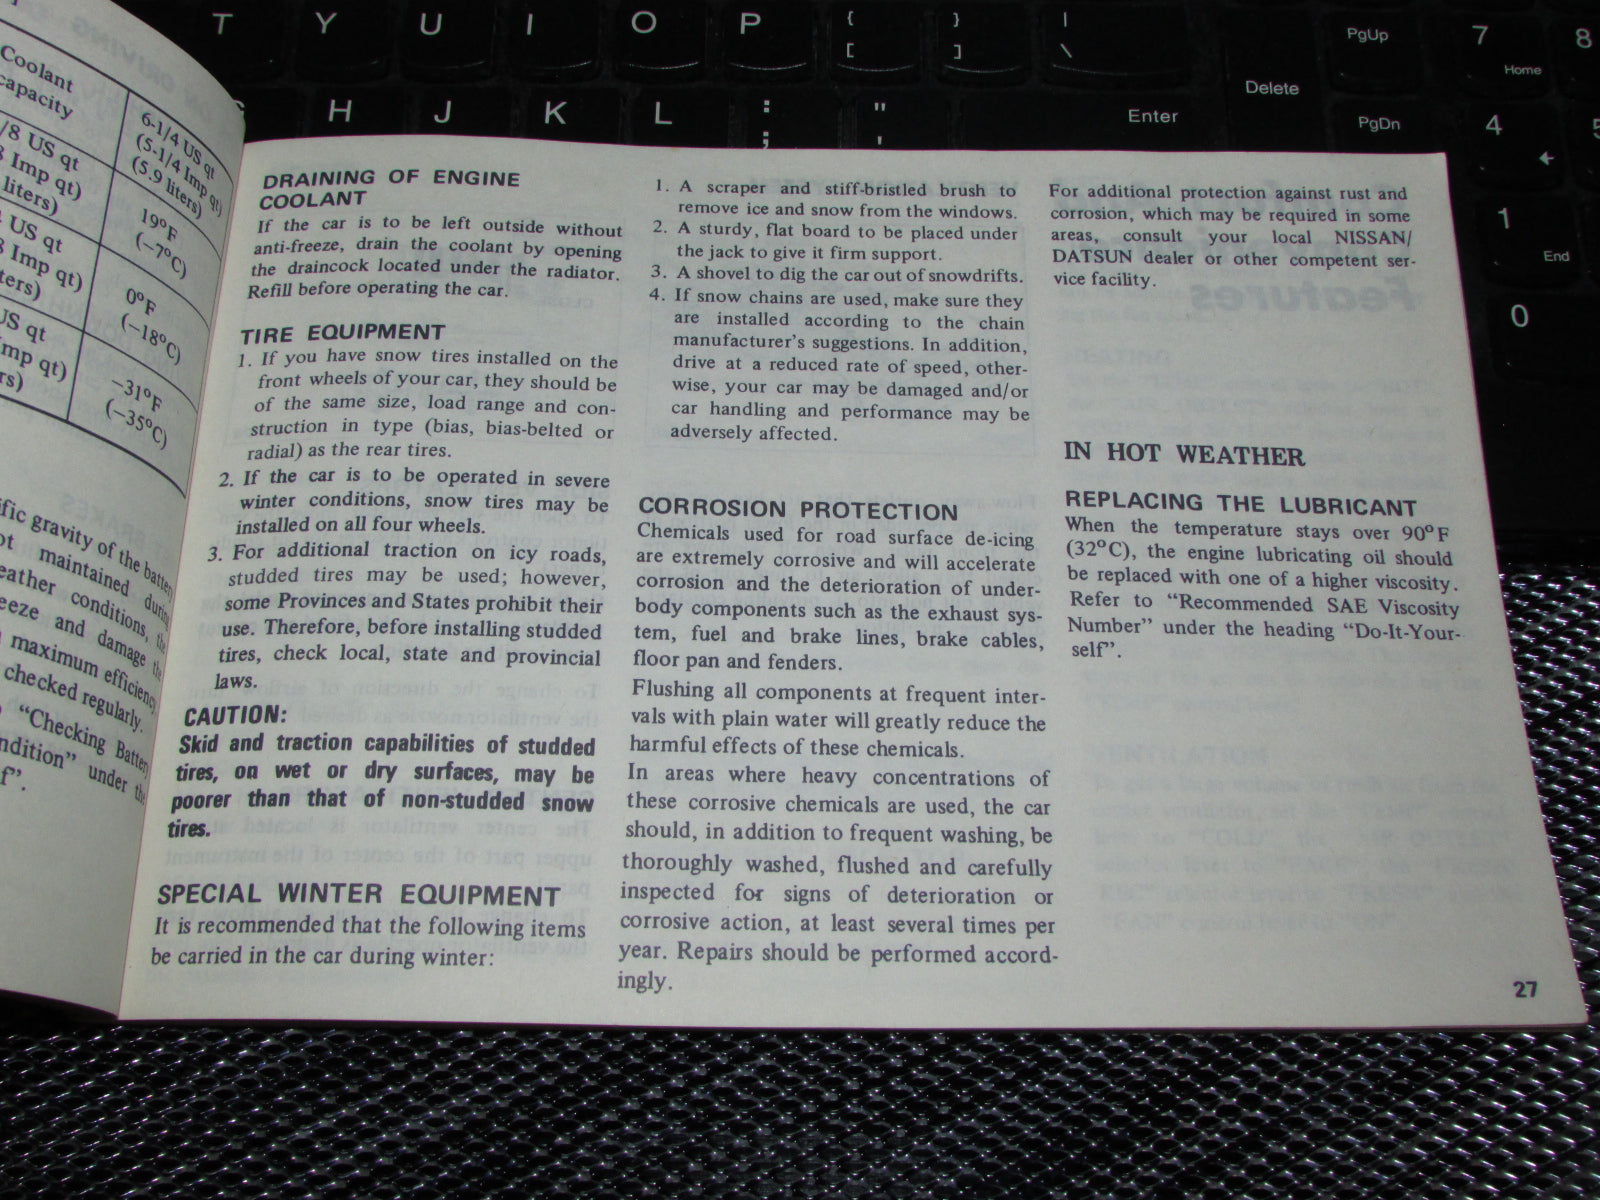 T Y U I O P { [ } ] | \ PgUp 7 Home 8
H J K L : ; " ' Enter Delete PgDn 4
1 End
0
Coolant
capacity
6-1/4 US qt
(5-1/4 Imp qt)
(5.9 liters)
/8 US qt
Imp qt)
liters)
19°F
(−7°C)
US qt
Imp qt)
0°F
(−18°C)
US qt
−31°F
(−35°C)
gravity of the battery
maintained during
conditions, the
and damage the
maximum efficiency
checked regularly.
"Checking Battery
under the
DRAINING OF ENGINE
COOLANT
If the car is to be left outside without
anti-freeze, drain the coolant by opening
the draincock located under the radiator.
Refill before operating the car.
TIRE EQUIPMENT
1. If you have snow tires installed on the
front wheels of your car, they should be
of the same size, load range and con-
struction in type (bias, bias-belted or
radial) as the rear tires.
2. If the car is to be operated in severe
winter conditions, snow tires may be
installed on all four wheels.
3. For additional traction on icy roads,
studded tires may be used; however,
some Provinces and States prohibit their
use. Therefore, before installing studded
tires, check local, state and provincial
laws.
CAUTION:
Skid and traction capabilities of studded
tires, on wet or dry surfaces, may be
poorer than that of non-studded snow
tires.
SPECIAL WINTER EQUIPMENT
It is recommended that the following items
be carried in the car during winter:
1. A scraper and stiff-bristled brush to
remove ice and snow from the windows.
2. A sturdy, flat board to be placed under
the jack to give it firm support.
3. A shovel to dig the car out of snowdrifts.
4. If snow chains are used, make sure they
are installed according to the chain
manufacturer's suggestions. In addition,
drive at a reduced rate of speed, other-
wise, your car may be damaged and/or
car handling and performance may be
adversely affected.
CORROSION PROTECTION
Chemicals used for road surface de-icing
are extremely corrosive and will accelerate
corrosion and the deterioration of under-
body components such as the exhaust sys-
tem, fuel and brake lines, brake cables,
floor pan and fenders.
Flushing all components at frequent inter-
vals with plain water will greatly reduce the
harmful effects of these chemicals.
In areas where heavy concentrations of
these corrosive chemicals are used, the car
should, in addition to frequent washing, be
thoroughly washed, flushed and carefully
inspected for signs of deterioration or
corrosive action, at least several times per
year. Repairs should be performed accord-
ingly.
For additional protection against rust and
corrosion, which may be required in some
areas, consult your local NISSAN/
DATSUN dealer or other competent ser-
vice facility.
IN HOT WEATHER
REPLACING THE LUBRICANT
When the temperature stays over 90°F
(32°C), the engine lubricating oil should
be replaced with one of a higher viscosity.
Refer to "Recommended SAE Viscosity
Number" under the heading "Do-It-Your-
self".
27